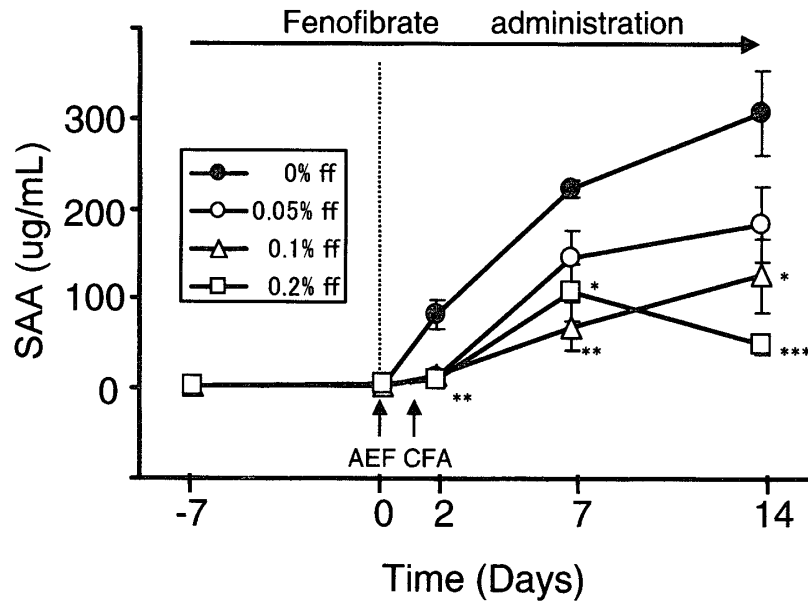 Fenofibrate administration
SAA (ug/mL)
300
200
100
0
0% ff
0.05% ff
0.1% ff
0.2% ff
*
*
**
**
***
AEF CFA
-7 0 2 7 14
Time (Days)